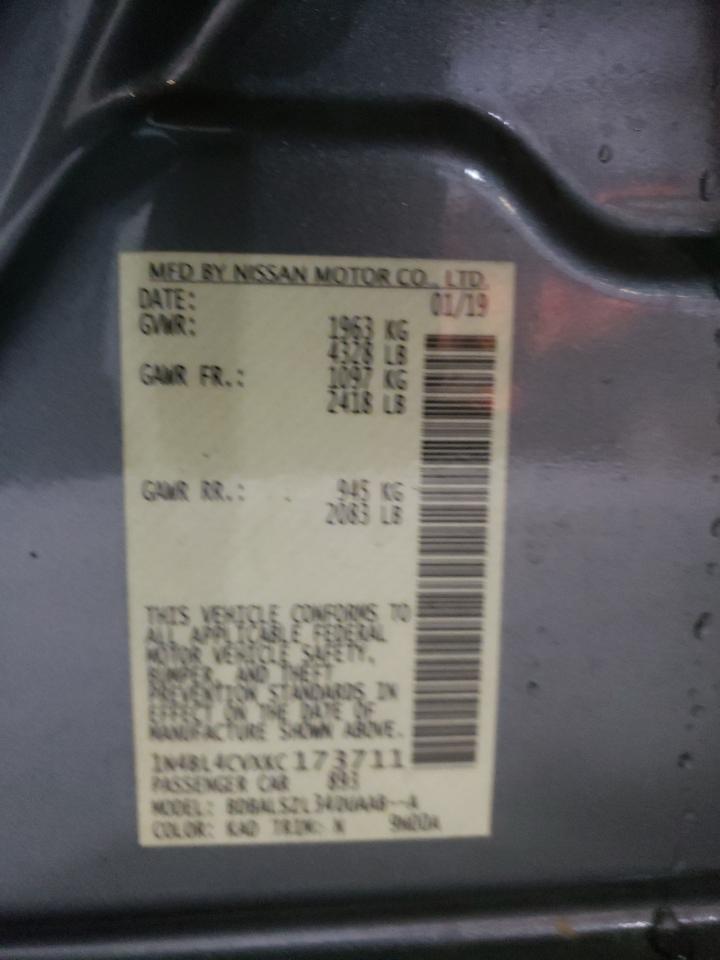 MFD BY NISSAN MOTOR CO., LTD.
DATE: 01/19
GVWR: 1963 KG
4328 LB
GAWR FR.: 1097 KG
2418 LB
GAWR RR.: 945 KG
2083 LB
THIS VEHICLE CONFORMS TO
ALL APPLICABLE FEDERAL
MOTOR VEHICLE SAFETY,
BUMPER, AND THEFT
PREVENTION STANDARDS IN
EFFECT ON THE DATE OF
MANUFACTURE SHOWN ABOVE.
1N4BL4CVXKC173711
PASSENGER CAR 893
MODEL:
COLOR: KAD TRIM: N